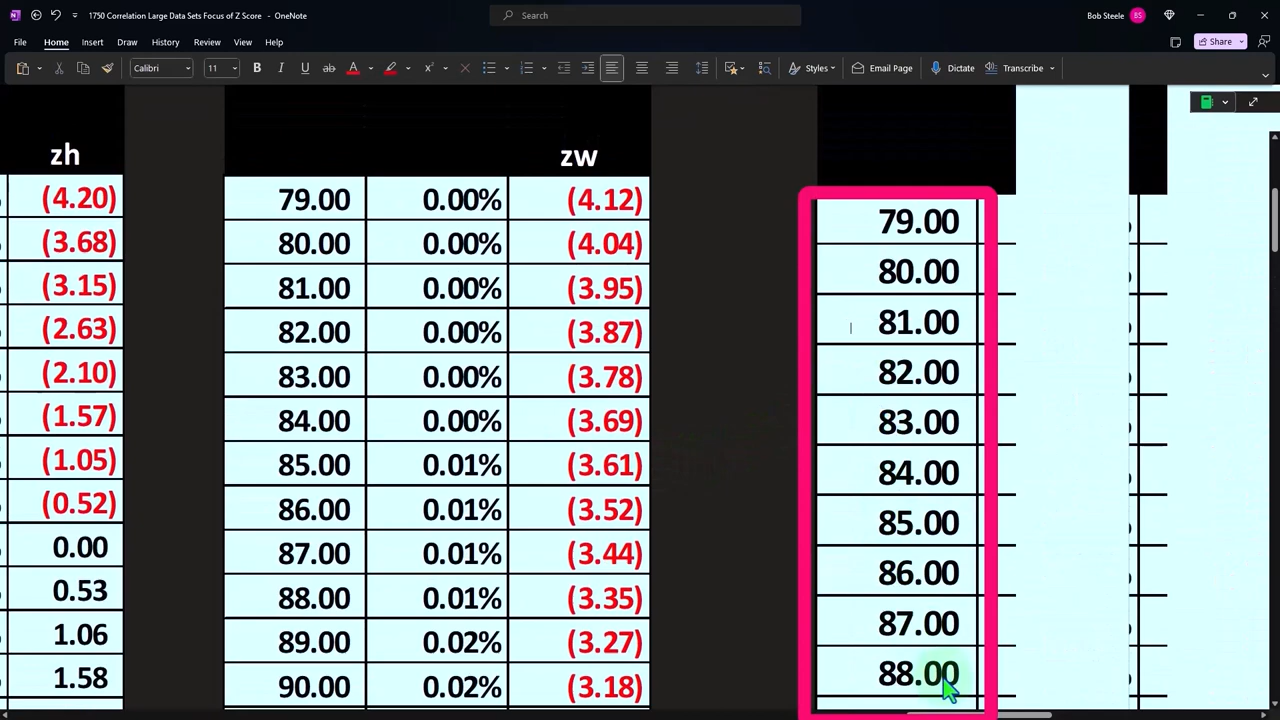 1750 Correlation Large Data Sets Focus of Z Score - OneNote
Search
Bob Steele
BS
File Home Insert Draw History Review View Help
Share
Calibri 11 B I U ab A x Styles Email Page Dictate Transcribe
zh
zw
(4.20) 79.00 0.00% (4.12) 79.00
(3.68) 80.00 0.00% (4.04) 80.00
(3.15) 81.00 0.00% (3.95) 81.00
(2.63) 82.00 0.00% (3.87) 82.00
(2.10) 83.00 0.00% (3.78) 83.00
(1.57) 84.00 0.00% (3.69) 84.00
(1.05) 85.00 0.01% (3.61) 85.00
(0.52) 86.00 0.01% (3.52) 86.00
0.00 87.00 0.01% (3.44) 87.00
0.53 88.00 0.01% (3.35) 88.00
1.06 89.00 0.02% (3.27)
1.58 90.00 0.02% (3.18)